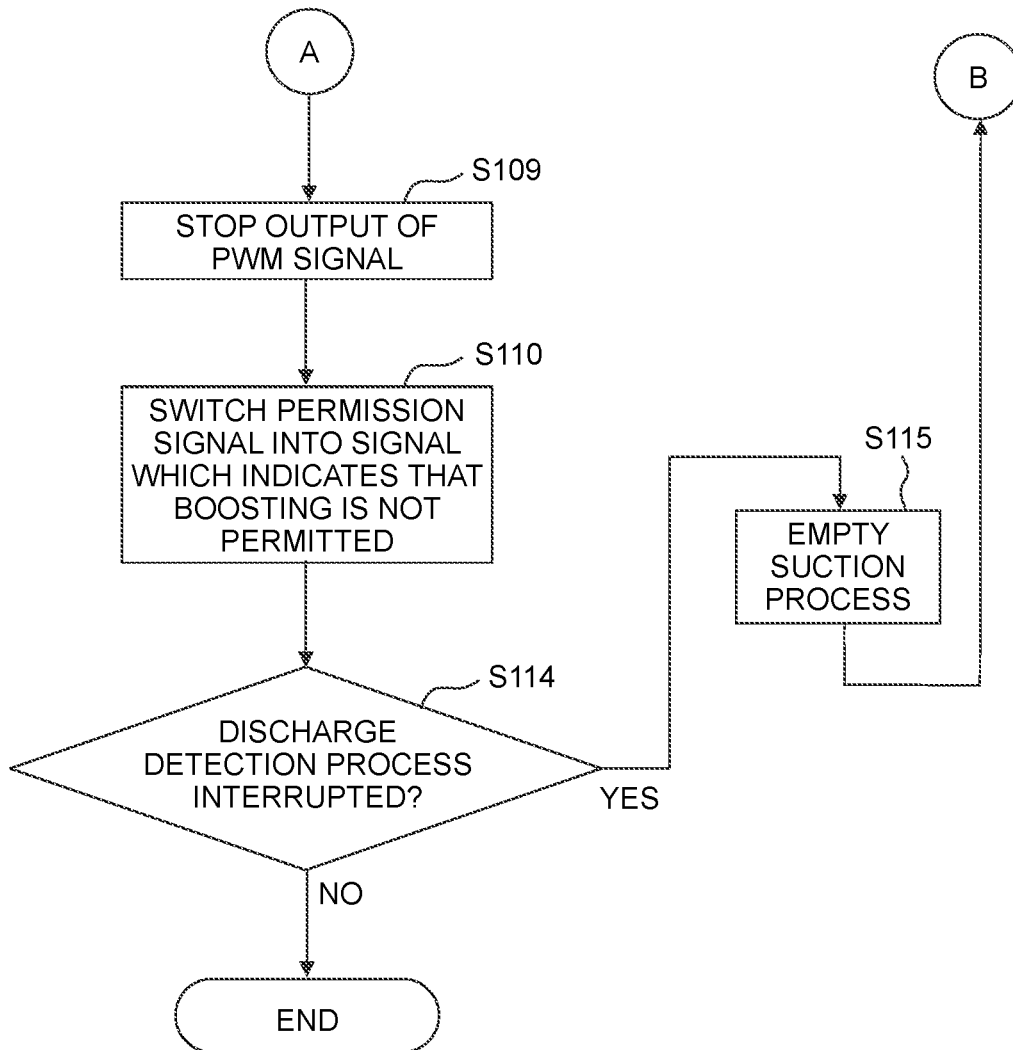 A
B
S109
STOP OUTPUT OF
PWM SIGNAL
S110
SWITCH PERMISSION
SIGNAL INTO SIGNAL
WHICH INDICATES THAT
BOOSTING IS NOT
PERMITTED
S115
EMPTY
SUCTION
PROCESS
S114
DISCHARGE
DETECTION PROCESS
INTERRUPTED?
YES
NO
END